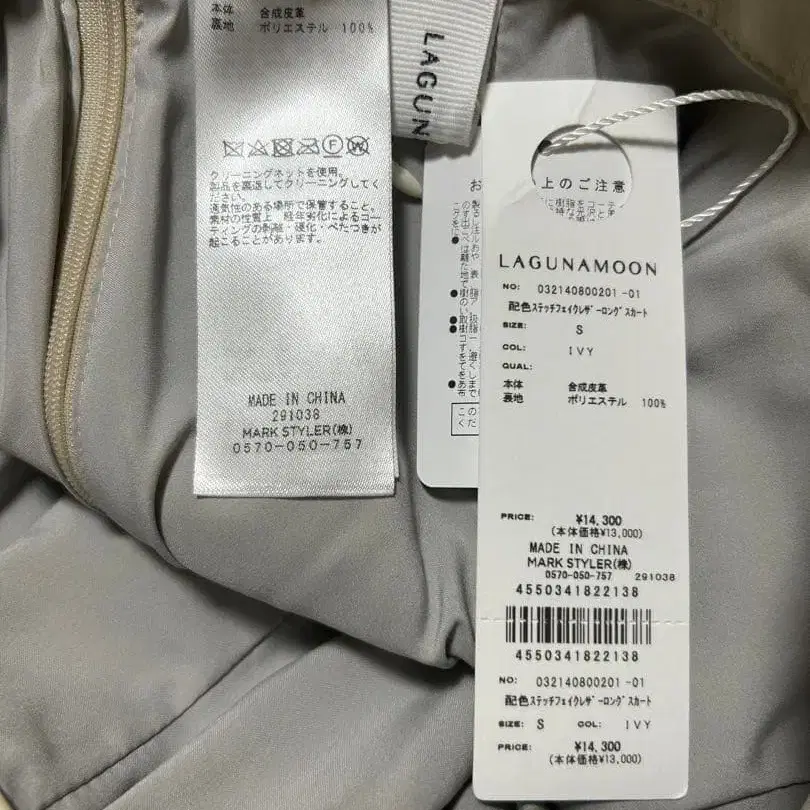 本体 合成皮革
裏地 ポリエステル 100%
クリーニングネットを使用。
製品を裏返してクリーニングしてく
ださい。
通気性のある場所で保管すること。
素材の性質上、経年劣化によるコー
ティングの剥離・硬化・べたつきが
起こることがあります。
MADE IN CHINA
291038
MARK STYLER(株)
0570-050-757
LAGUN
上のご注意
LAGUNAMOON
NO: 032140800201-01
配色ステッチフェイクレザーロングスカート
SIZE: S
COL: IVY
QUAL:
本体 合成皮革
裏地 ポリエステル 100%
PRICE: ¥14,300
(本体価格¥13,000)
MADE IN CHINA
MARK STYLER(株)
0570-050-757 291038
4550341822138
4550341822138
NO: 032140800201-01
配色ステッチフェイクレザーロングスカート
SIZE: S COL: IVY
PRICE: ¥14,300
(本体価格¥13,000)